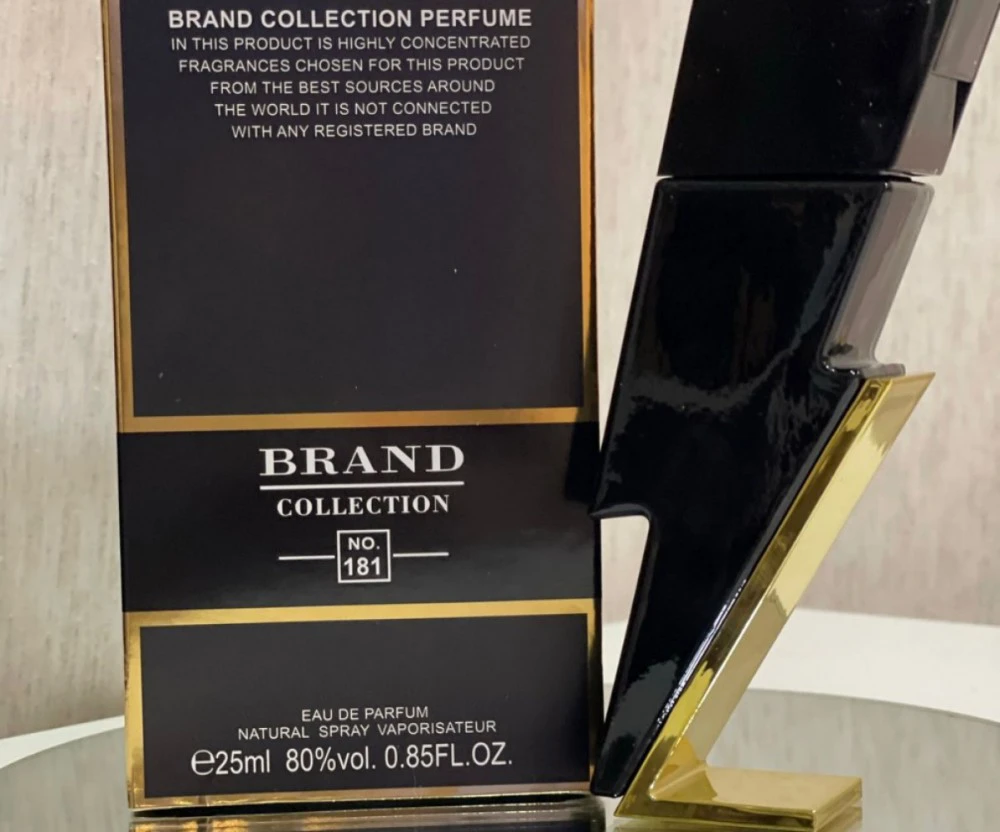 BRAND COLLECTION PERFUME
IN THIS PRODUCT IS HIGHLY CONCENTRATED
FRAGRANCES CHOSEN FOR THIS PRODUCT
FROM THE BEST SOURCES AROUND
THE WORLD IT IS NOT CONNECTED
WITH ANY REGISTERED BRAND
BRAND
COLLECTION
NO.
181
EAU DE PARFUM
NATURAL SPRAY VAPORISATEUR
℮25ml 80%vol. 0.85FL.OZ.